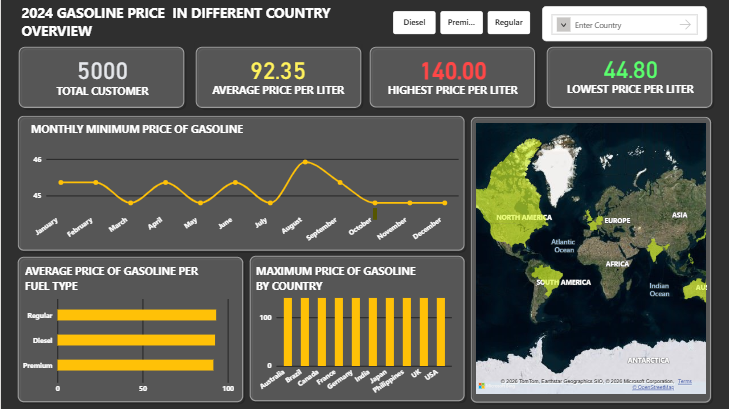 2024 GASOLINE PRICE  IN DIFFERENT COUNTRY
OVERVIEW
Diesel
Premi...
Regular
Enter Country
5000
TOTAL CUSTOMER
92.35
AVERAGE PRICE PER LITER
140.00
HIGHEST PRICE PER LITER
44.80
LOWEST PRICE PER LITER
MONTHLY MINIMUM PRICE OF GASOLINE
46
45
January
February
March
April
May
June
July
August
September
October
November
December
AVERAGE PRICE OF GASOLINE PER
FUEL TYPE
Regular
Diesel
Premium
0
50
100
MAXIMUM PRICE OF GASOLINE
BY COUNTRY
100
0
Australia
Brazil
Canada
France
Germany
India
Japan
Philippines
UK
USA
NORTH AMERICA
EUROPE
ASIA
Atlantic
Ocean
AFRICA
SOUTH AMERICA
Indian
Ocean
AUS
ANTARCTICA
© 2026 TomTom, Earthstar Geographics SIO, © 2026 Microsoft Corporation, Terms
© OpenStreetMap